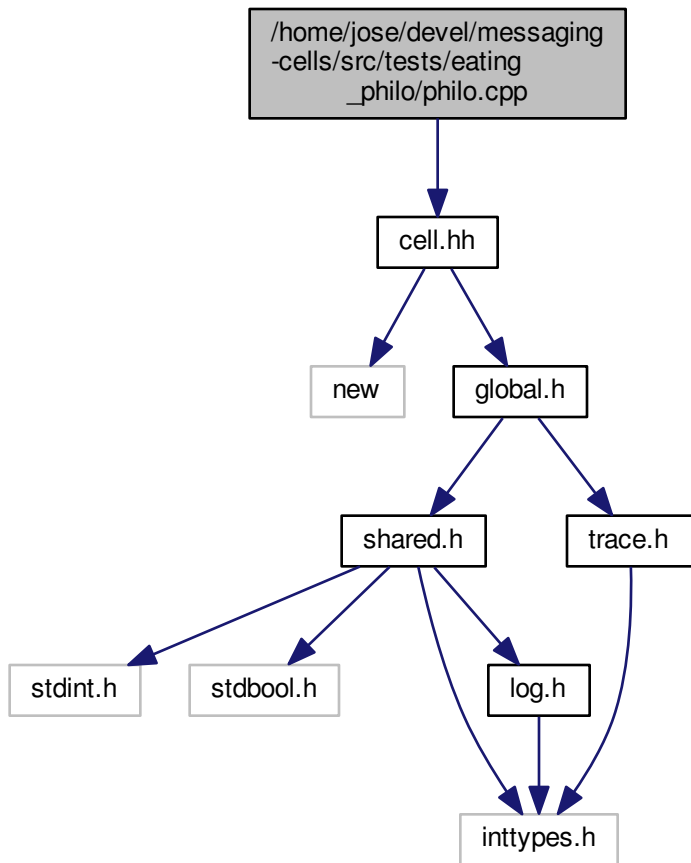 /home/jose/devel/messaging
-cells/src/tests/eating
_philo/philo.cpp
cell.hh
new
global.h
shared.h
trace.h
stdint.h
stdbool.h
log.h
inttypes.h